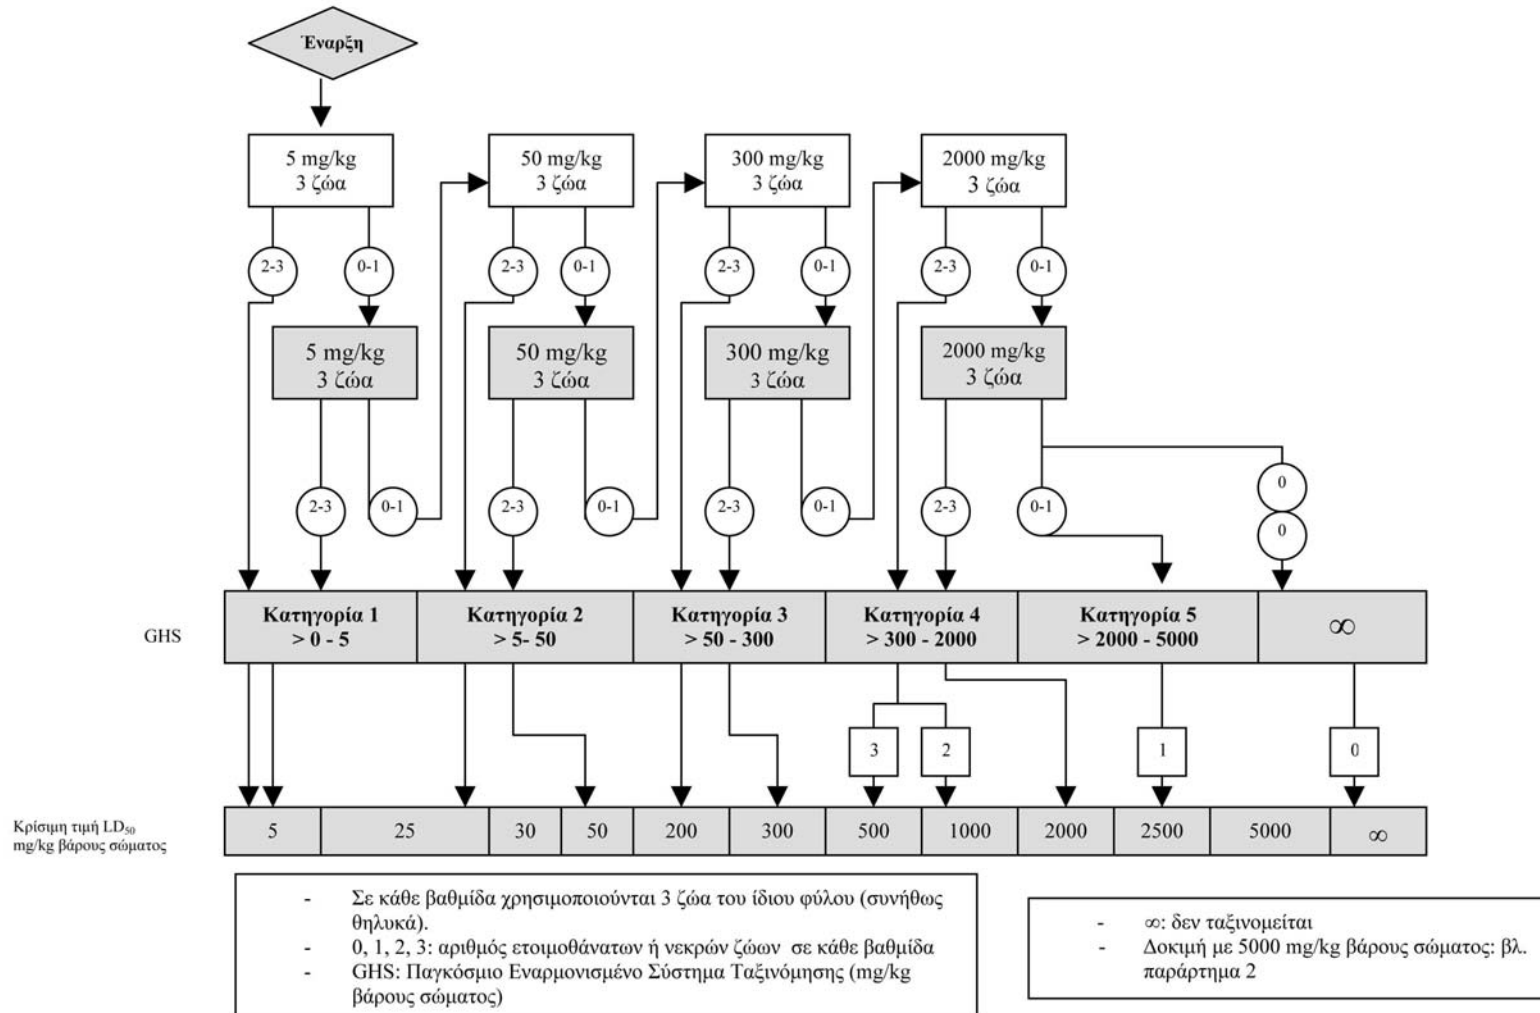 Έναρξη
5 mg/kg
3 ζώα
50 mg/kg
3 ζώα
300 mg/kg
3 ζώα
2000 mg/kg
3 ζώα
2-3
0-1
2-3
0-1
2-3
0-1
2-3
0-1
5 mg/kg
3 ζώα
50 mg/kg
3 ζώα
300 mg/kg
3 ζώα
2000 mg/kg
3 ζώα
2-3
0-1
2-3
0-1
2-3
0-1
2-3
0-1
0
0
GHS
Κατηγορία 1
> 0 - 5
Κατηγορία 2
> 5- 50
Κατηγορία 3
> 50 - 300
Κατηγορία 4
> 300 - 2000
Κατηγορία 5
> 2000 - 5000
∞
3
2
1
0
Κρίσιμη τιμή LD50
mg/kg βάρους σώματος
5
25
30
50
200
300
500
1000
2000
2500
5000
∞
- Σε κάθε βαθμίδα χρησιμοποιούνται 3 ζώα του ίδιου φύλου (συνήθως
θηλυκά).
- 0, 1, 2, 3: αριθμός ετοιμοθάνατων ή νεκρών ζώων σε κάθε βαθμίδα
- GHS: Παγκόσμιο Εναρμονισμένο Σύστημα Ταξινόμησης (mg/kg
βάρους σώματος)
- ∞: δεν ταξινομείται
- Δοκιμή με 5000 mg/kg βάρους σώματος: βλ.
παράρτημα 2